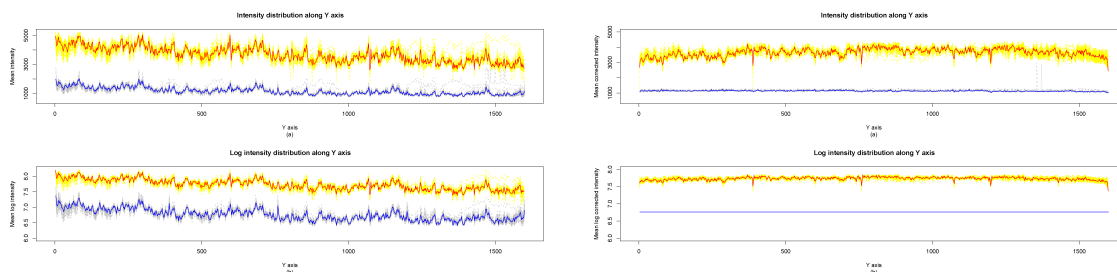 Intensity distribution along Y axis
Mean intensity
5000
3000
1000
0
500
1000
1500
Y axis
(a)
Intensity distribution along Y axis
Mean corrected intensity
5000
3000
1000
0
500
1000
1500
Y axis
(a)
Log intensity distribution along Y axis
Mean log intensity
8.0
7.5
7.0
6.5
6.0
0
500
1000
1500
Y axis
(b)
Log intensity distribution along Y axis
Mean log corrected intensity
8.0
7.5
7.0
6.5
6.0
0
500
1000
1500
Y axis
(b)